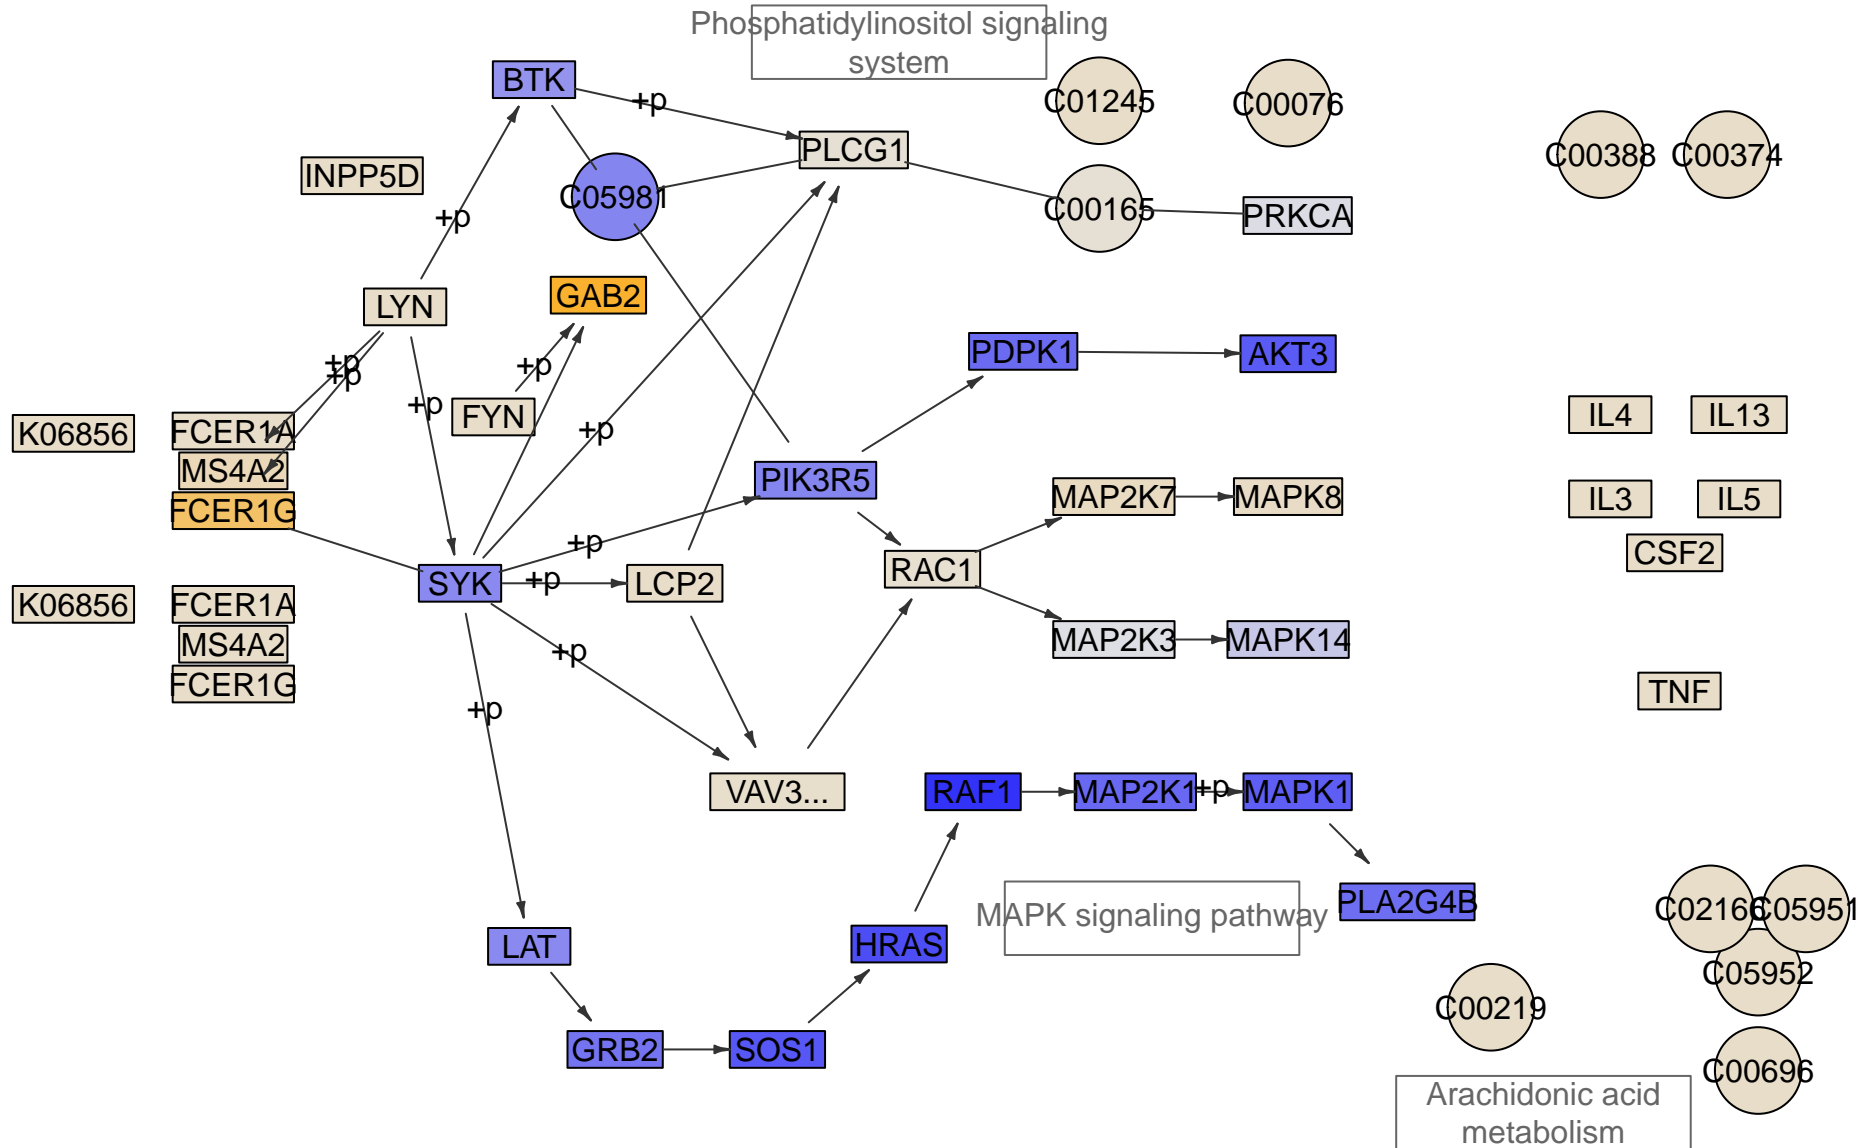 Phosphatidylinositol signaling
system
BTK
+p
C01245
C00076
PLCG1
C00388
C00374
INPP5D
C05981
+p
C00165
PRKCA
LYN
GAB2
+p
+p
+p
PDPK1
AKT3
+p
FYN
+p
K06856
FCER1A
MS4A2
FCER1G
IL4
IL13
PIK3R5
MAP2K7
MAPK8
IL3
IL5
+p
CSF2
SYK
+p
LCP2
RAC1
K06856
FCER1A
MS4A2
FCER1G
+p
MAP2K3
MAPK14
TNF
+p
VAV3...
RAF1
MAP2K1
+p
MAPK1
MAPK signaling pathway
PLA2G4B
C02166
C05951
LAT
HRAS
C05952
C00219
GRB2
SOS1
C00696
Arachidonic acid
metabolism